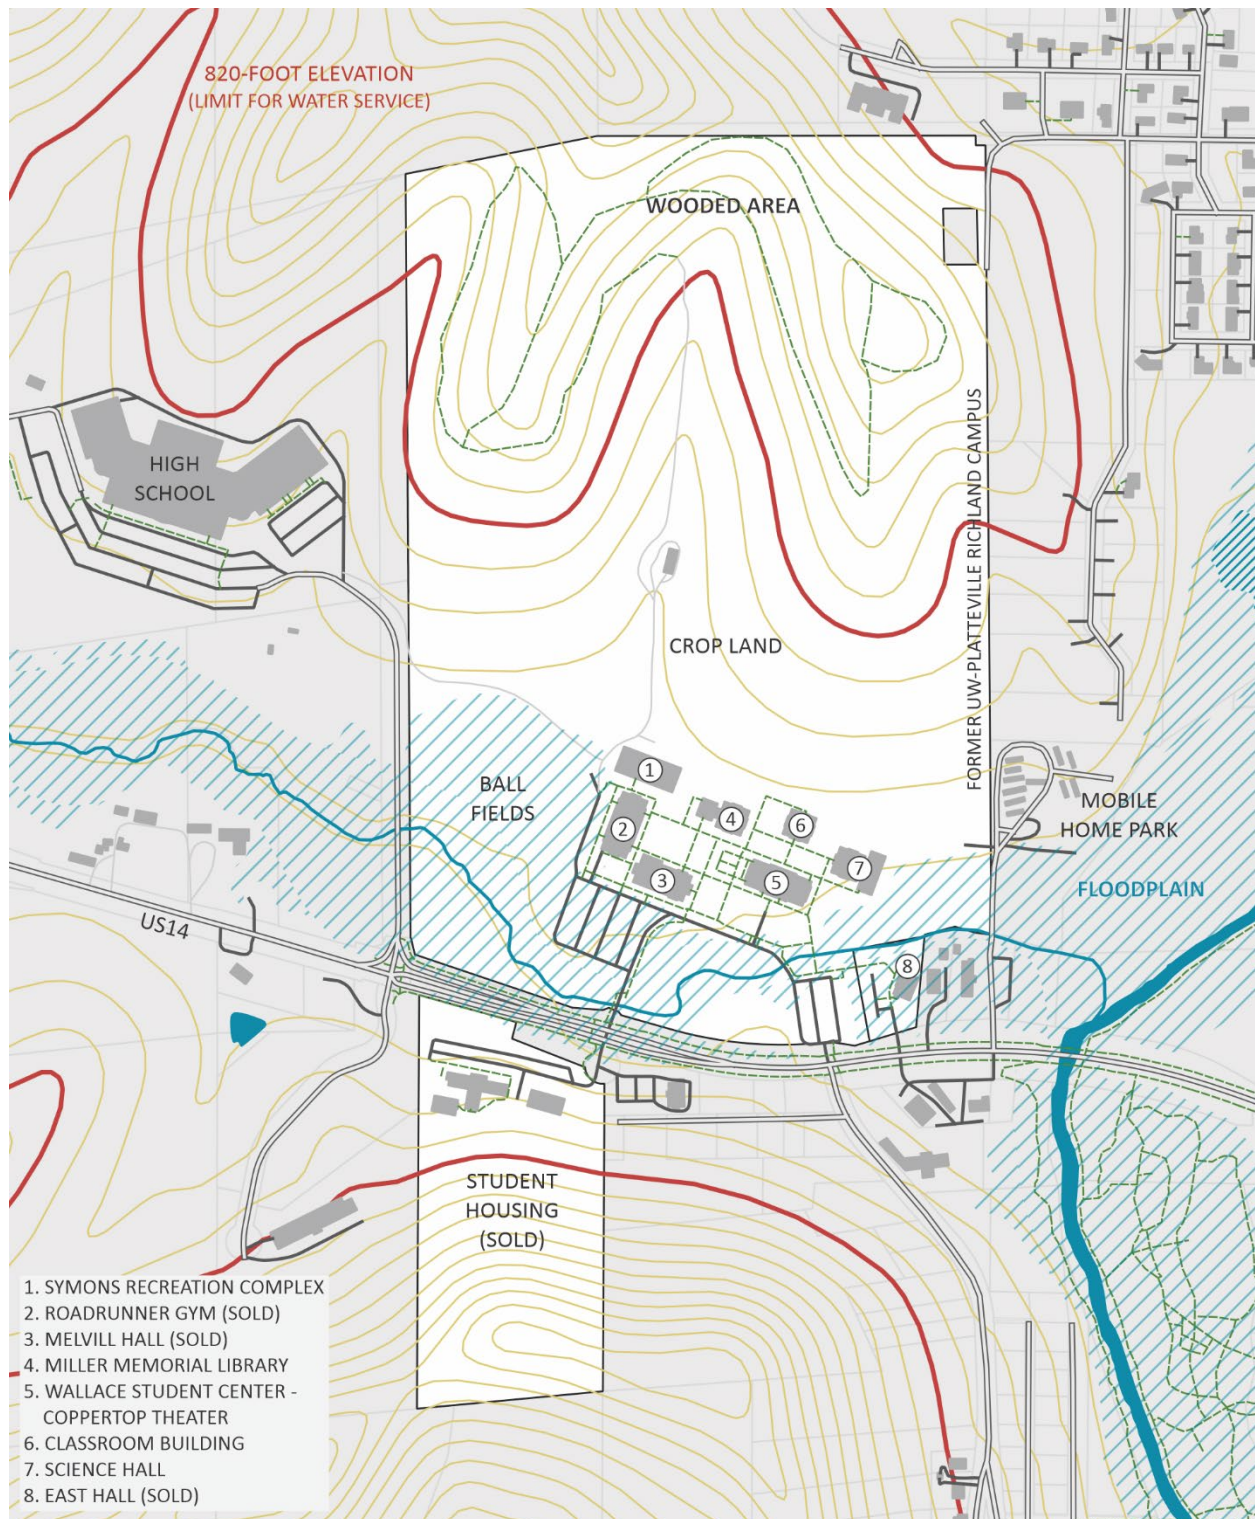 820-FOOT ELEVATION
(LIMIT FOR WATER SERVICE)
WOODED AREA
FORMER UW-PLATTEVILLE RICHLAND CAMPUS
HIGH
SCHOOL
CROP LAND
BALL
FIELDS
MOBILE
HOME PARK
FLOODPLAIN
US14
1
2
3
4
5
6
7
8
STUDENT
HOUSING
(SOLD)
1. SYMONS RECREATION COMPLEX
2. ROADRUNNER GYM (SOLD)
3. MELVILL HALL (SOLD)
4. MILLER MEMORIAL LIBRARY
5. WALLACE STUDENT CENTER -
COPPERTOP THEATER
6. CLASSROOM BUILDING
7. SCIENCE HALL
8. EAST HALL (SOLD)